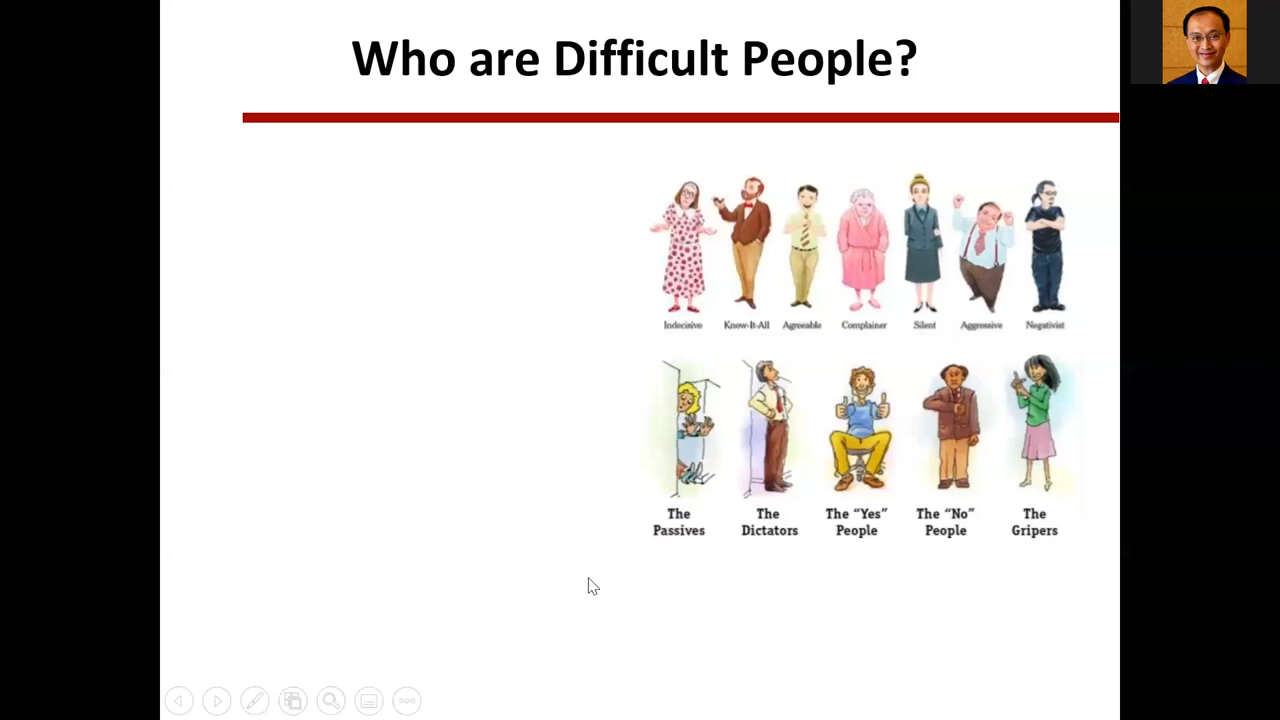 Who are Difficult People?
Indecisive Know-It-All Agreeable Complainer Silent Aggressive Negativist
The Passives
The Dictators
The "Yes" People
The "No" People
The Gripers